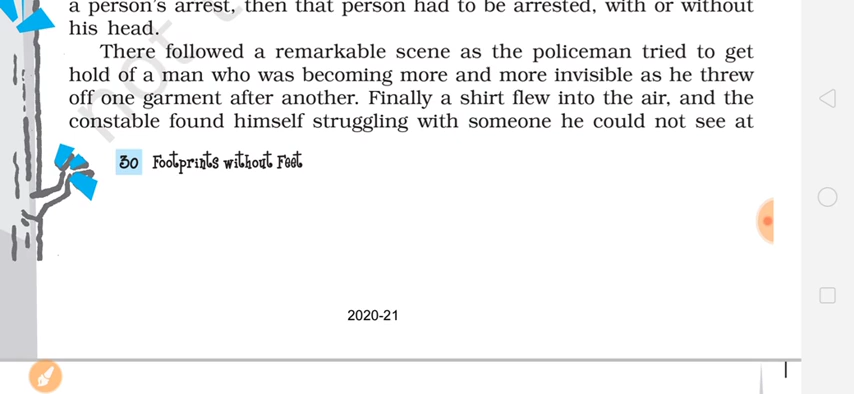 a person's arrest, then that person had to be arrested, with or without
his head.
There followed a remarkable scene as the policeman tried to get
hold of a man who was becoming more and more invisible as he threw
off one garment after another. Finally a shirt flew into the air, and the
constable found himself struggling with someone he could not see at
30 Footprints without Feet
2020-21